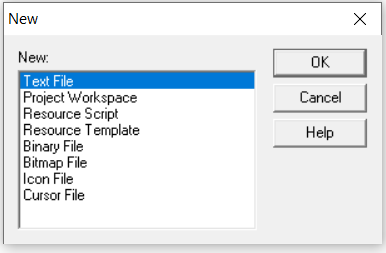 New
New:
Text File
Project Workspace
Resource Script
Resource Template
Binary File
Bitmap File
Icon File
Cursor File
OK
Cancel
Help